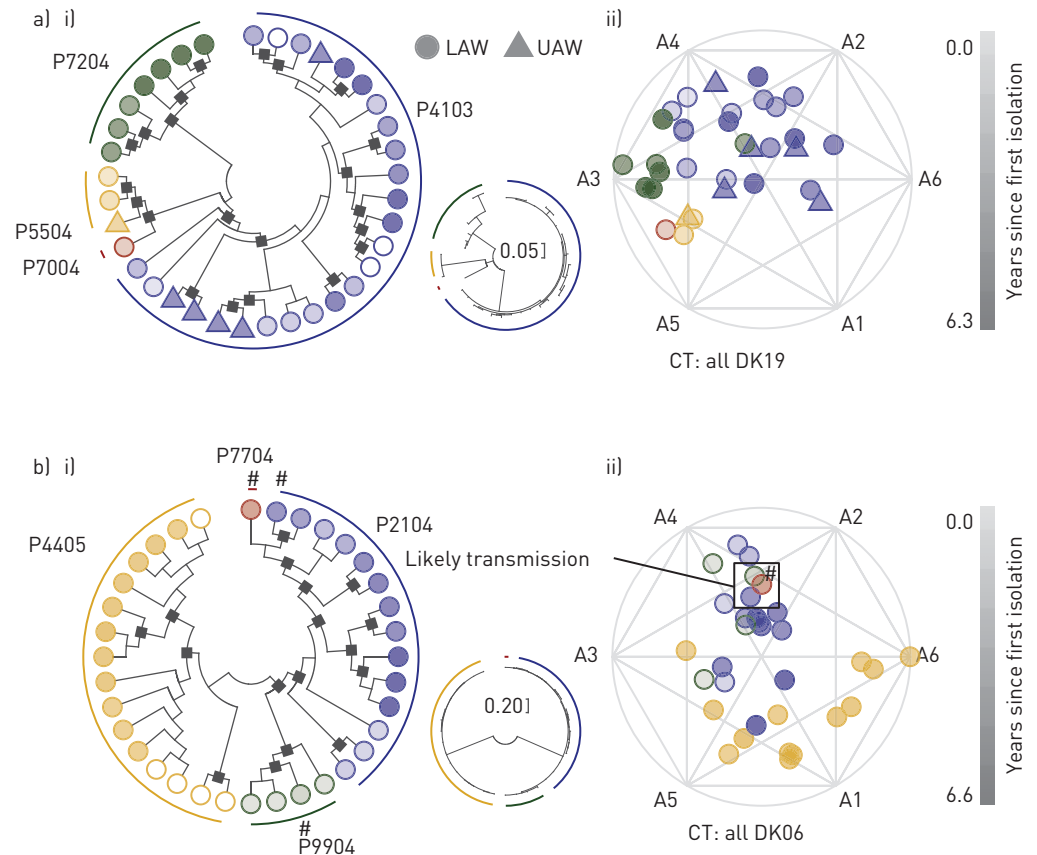 a) i)
ii)
P7204
LAW
UAW
P4103
P5504
P7004
0.05]
A4
A2
A3
A6
A5
A1
CT: all DK19
0.0
Years since first isolation
6.3
b) i)
ii)
P7704
# #
P4405
P2104
Likely transmission
0.20]
#
P9904
A4
A2
#
A3
A6
A5
A1
CT: all DK06
0.0
Years since first isolation
6.6